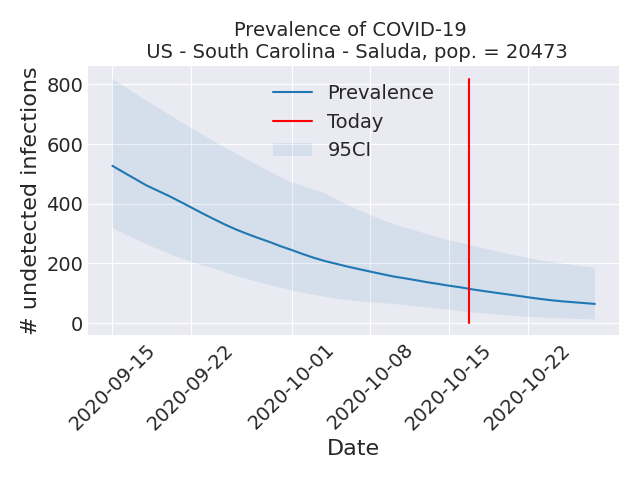 Prevalence of COVID-19
US - South Carolina - Saluda, pop. = 20473
# undetected infections
800
600
400
200
0
Prevalence
Today
95CI
2020-09-15
2020-09-22
2020-10-01
2020-10-08
2020-10-15
2020-10-22
Date